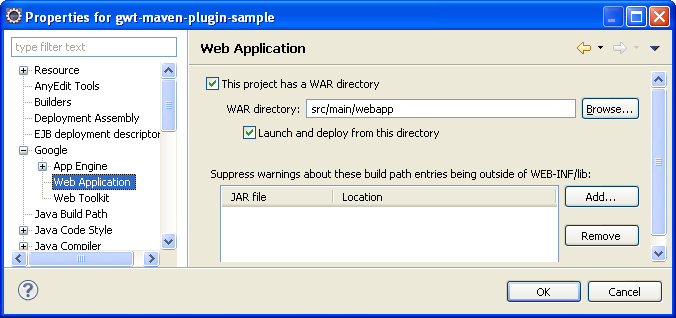 Properties for gwt-maven-plugin-sample
type filter text
Resource
AnyEdit Tools
Builders
Deployment Assembly
EJB deployment descriptor
Google
App Engine
Web Application
Web Toolkit
Java Build Path
Java Code Style
Java Compiler
Web Application
This project has a WAR directory
WAR directory: src/main/webapp Browse...
Launch and deploy from this directory
Suppress warnings about these build path entries being outside of WEB-INF/lib:
JAR file Location Add...
Remove
? OK Cancel